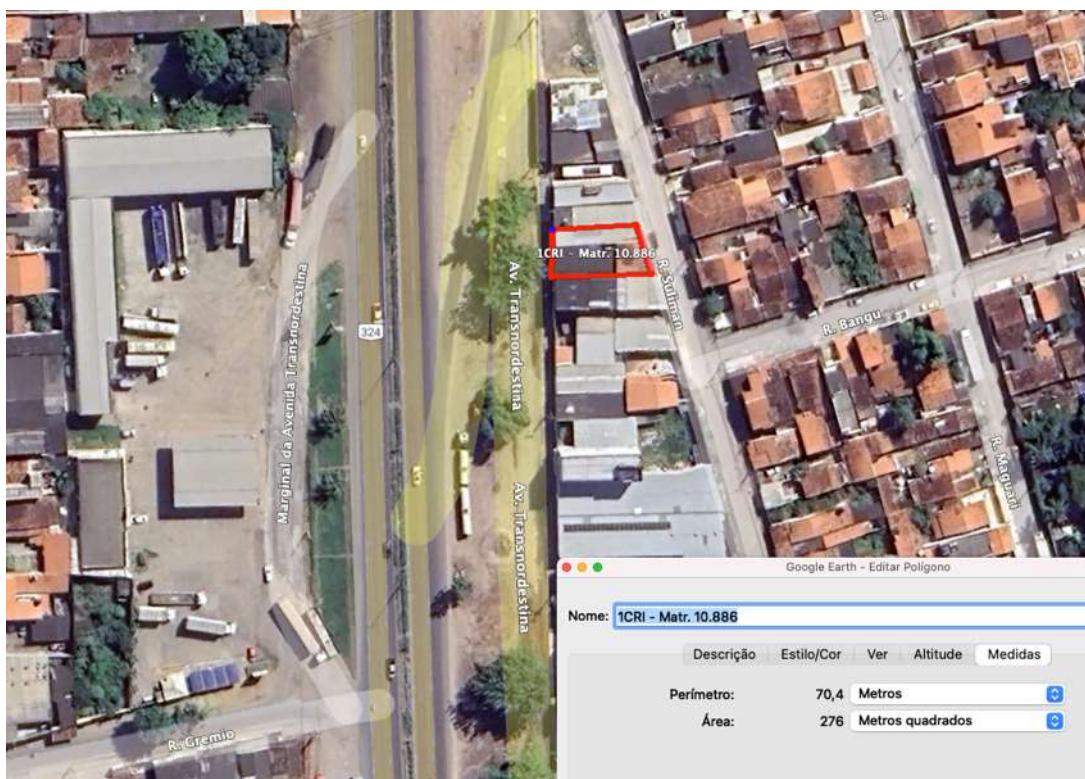 1CRI - Matr. 10.886
R. Suliman
R. Bangu
R. Maguari
Av. Transnordestina
Av. Transnordestina
324
Marginal da Avenida Transnordestina
R. Gremio
Google Earth - Editar Polígono
Nome: 1CRI - Matr. 10.886
Descrição Estilo/Cor Ver Altitude Medidas
Perímetro: 70,4 Metros
Área: 276 Metros quadrados